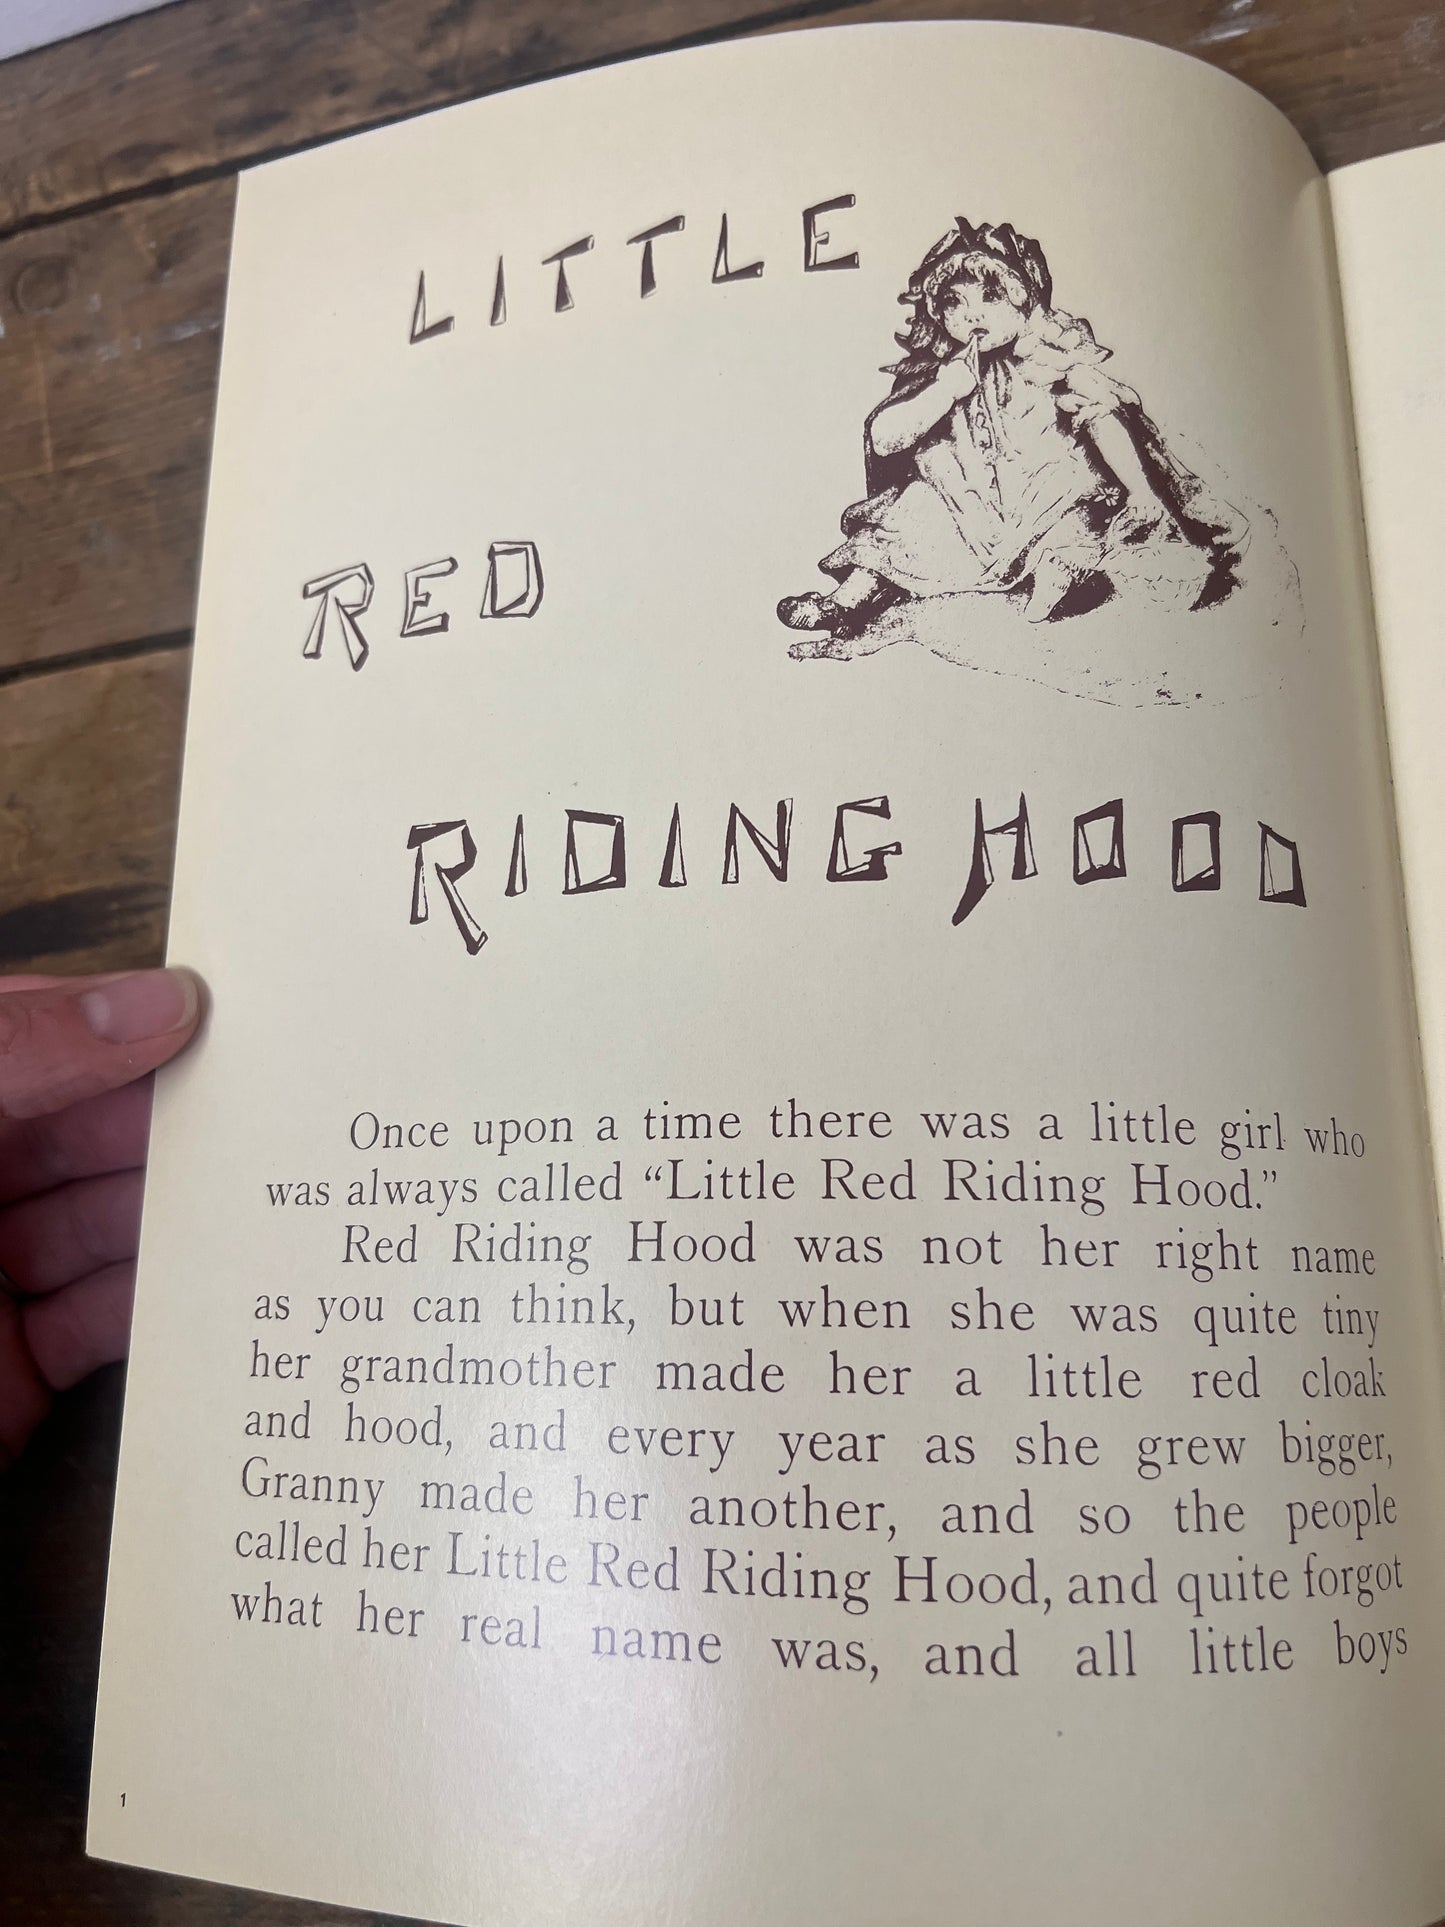 LITTLE
RED
RIDING HOOD
Once upon a time there was a little girl who
was always called “Little Red Riding Hood.”
Red Riding Hood was not her right name
as you can think, but when she was quite tiny
her grandmother made her a little red cloak
and hood, and every year as she grew bigger,
Granny made her another, and so the people
called her Little Red Riding Hood, and quite forgot
what her real name was, and all little boys
1